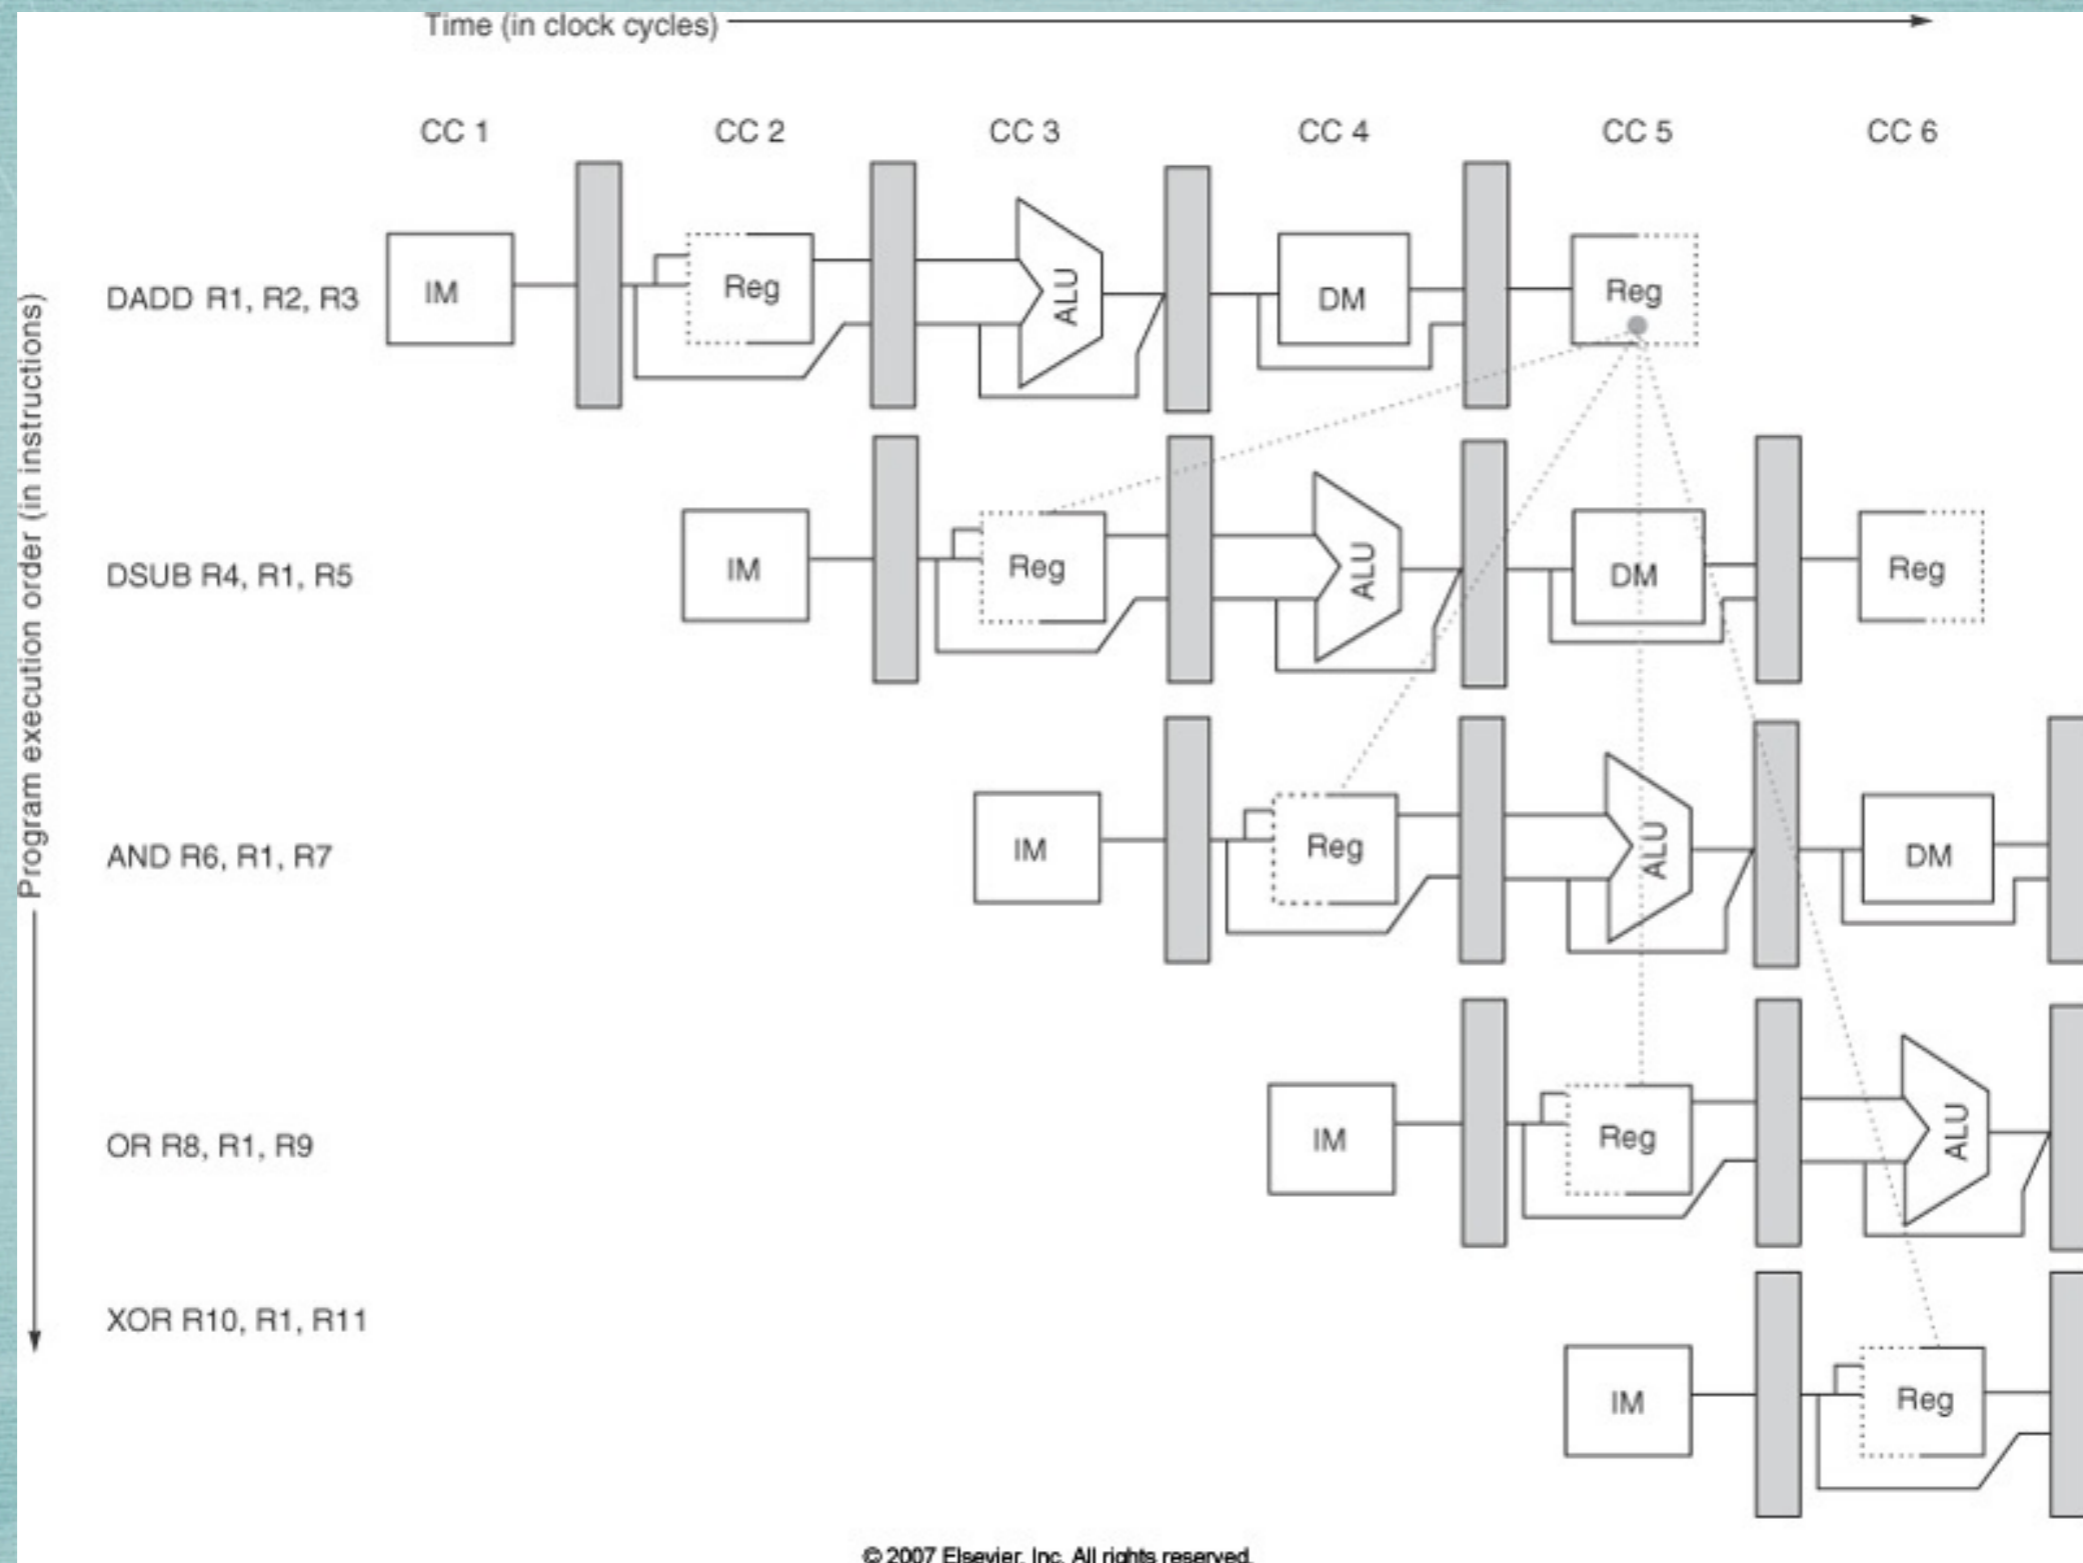 Time (in clock cycles)
CC 1 CC 2 CC 3 CC 4 CC 5 CC 6
Program execution order (in instructions)
DADD R1, R2, R3 IM Reg ALU DM Reg
DSUB R4, R1, R5 IM Reg ALU DM Reg
AND R6, R1, R7 IM Reg ALU DM
OR R8, R1, R9 IM Reg ALU
XOR R10, R1, R11
IM Reg
© 2007 Elsevier, Inc. All rights reserved.